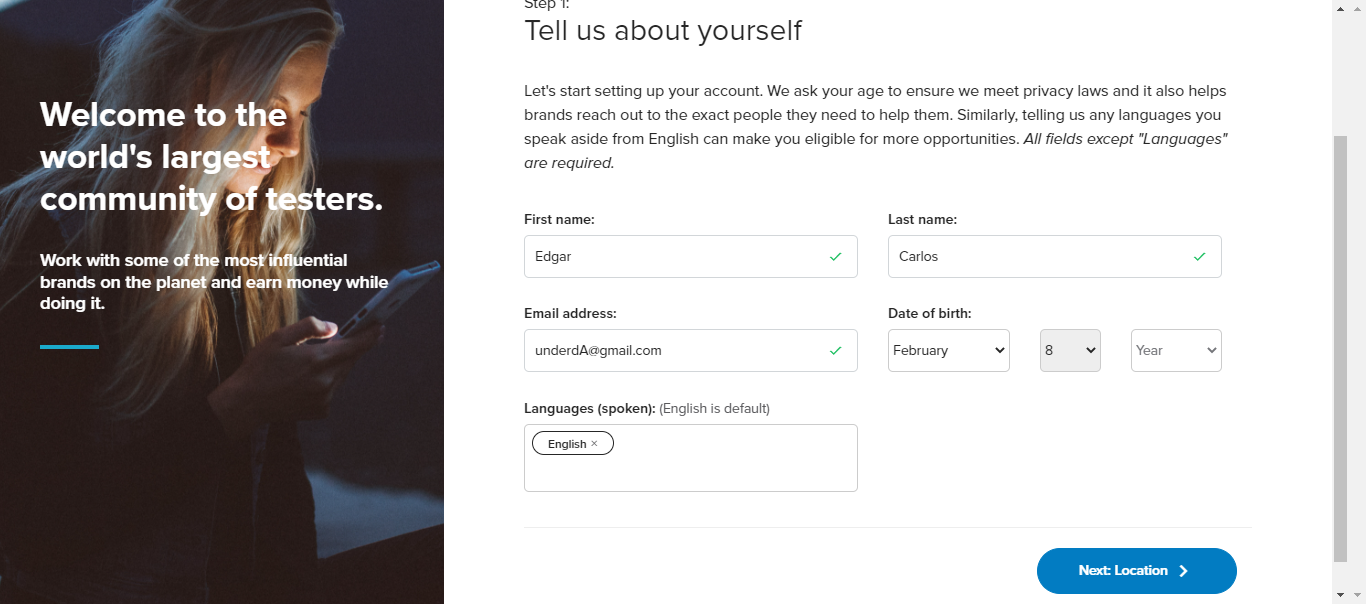 Welcome to the
world's largest
community of testers.
Work with some of the most influential
brands on the planet and earn money while
doing it.
Step 1:
Tell us about yourself
Let's start setting up your account. We ask your age to ensure we meet privacy laws and it also helps
brands reach out to the exact people they need to help them. Similarly, telling us any languages you
speak aside from English can make you eligible for more opportunities. All fields except "Languages"
are required.
First name:
Last name:
Edgar
Carlos
Email address:
Date of birth:
underdA@gmail.com
February
8
Year
Languages (spoken): (English is default)
English ×
Next: Location